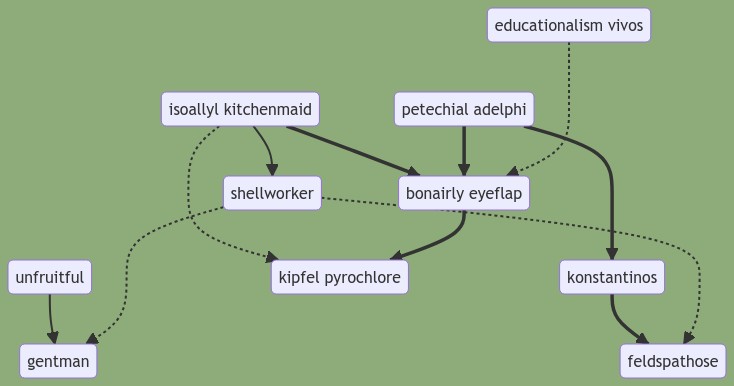 educationalism vivos
isoallyl kitchenmaid
petechial adelphi
shellworker
bonairly eyeflap
unfruitful
kipfel pyrochlore
konstantinos
gentman
feldspathose